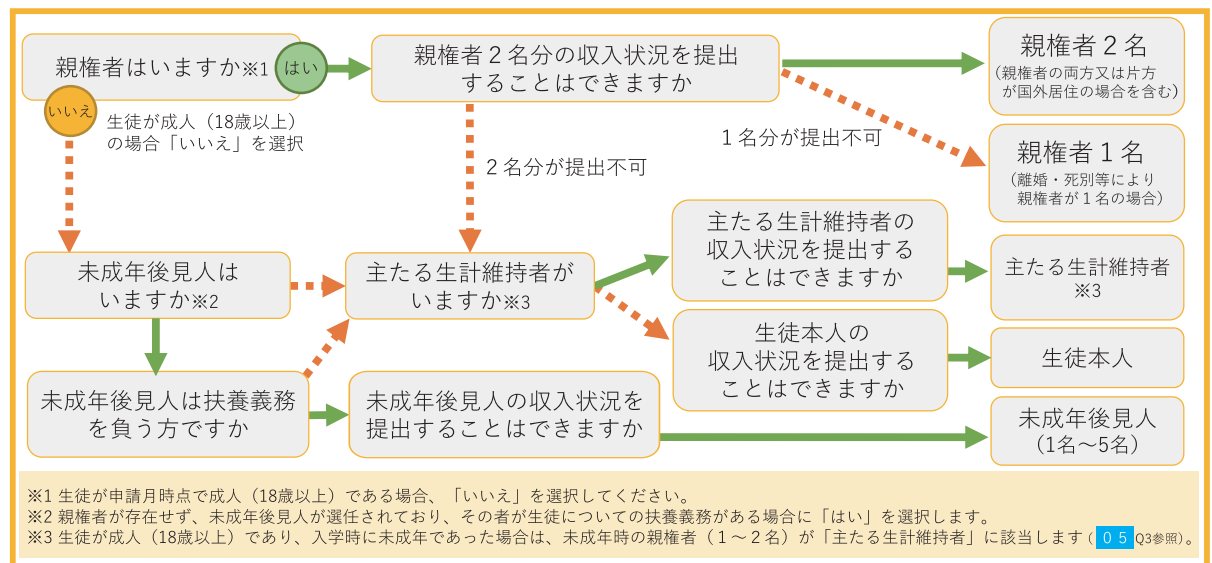 親権者はいますか※1
はい
いいえ
生徒が成人（18歳以上）
の場合「いいえ」を選択
親権者２名分の収入状況を提出
することはできますか
２名分が提出不可
１名分が提出不可
親権者２名
（親権者の両方又は片方
が国外居住の場合を含む）
親権者１名
（離婚・死別等により
親権者が１名の場合）
未成年後見人は
いますか※2
主たる生計維持者が
いますか※3
主たる生計維持者の
収入状況を提出する
ことはできますか
主たる生計維持者
※3
生徒本人の
収入状況を提出する
ことはできますか
生徒本人
未成年後見人は扶養義務
を負う方ですか
未成年後見人の収入状況を
提出することはできますか
未成年後見人
（1名～5名）
※1 生徒が申請月時点で成人（18歳以上）である場合、「いいえ」を選択してください。
※2 親権者が存在せず、未成年後見人が選任されており、その者が生徒についての扶養義務がある場合に「はい」を選択します。
※3 生徒が成人（18歳以上）であり、入学時に未成年であった場合は、未成年時の親権者（１～２名）が「主たる生計維持者」に該当します（０５Q3参照）。